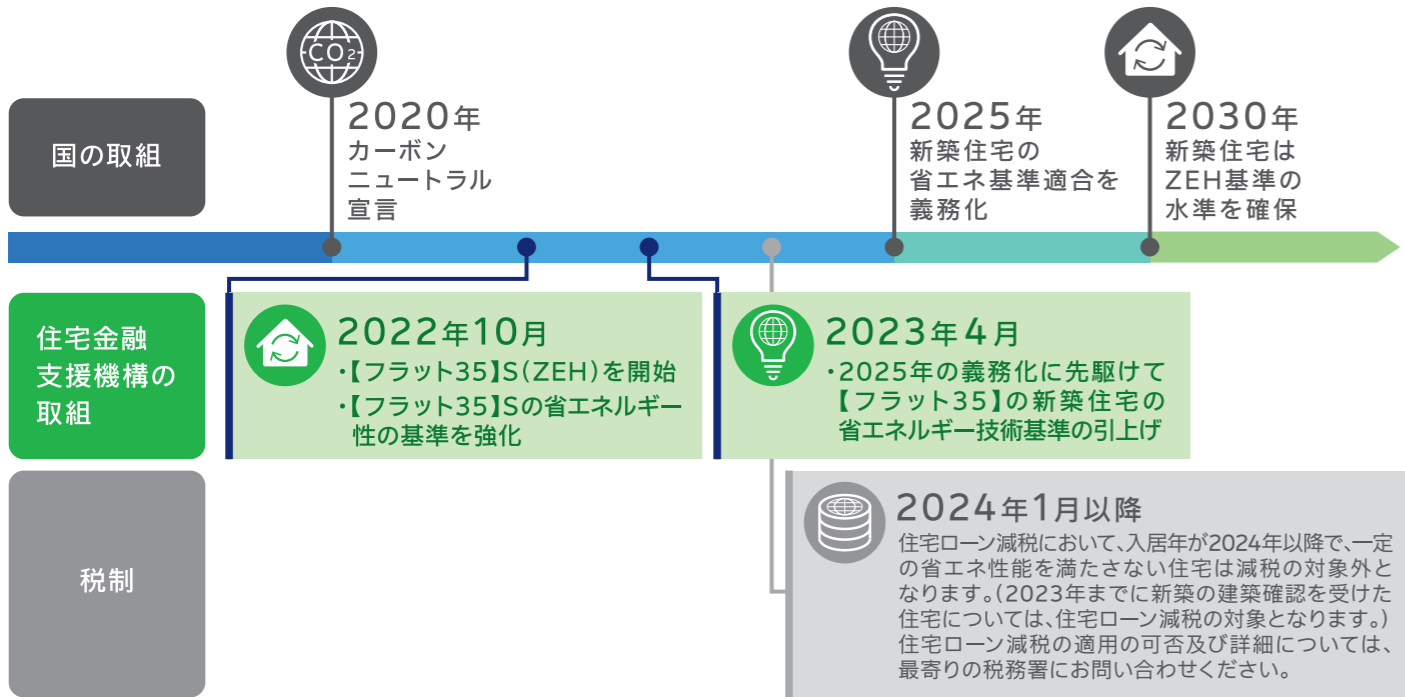 CO2
国の取組
2020年
カーボン
ニュートラル
宣言
2025年
新築住宅の
省エネ基準適合を
義務化
2030年
新築住宅は
ZEH基準の
水準を確保
住宅金融
支援機構の
取組
2022年10月
・【フラット35】S(ZEH)を開始
・【フラット35】Sの省エネルギー
性の基準を強化
2023年4月
・2025年の義務化に先駆けて
【フラット35】の新築住宅の
省エネルギー技術基準の引上げ
税制
2024年1月以降
住宅ローン減税において、入居年が2024年以降で、一定
の省エネ性能を満たさない住宅は減税の対象外と
なります。(2023年までに新築の建築確認を受けた
住宅については、住宅ローン減税の対象となります。)
住宅ローン減税の適用の可否及び詳細については、
最寄りの税務署にお問い合わせください。